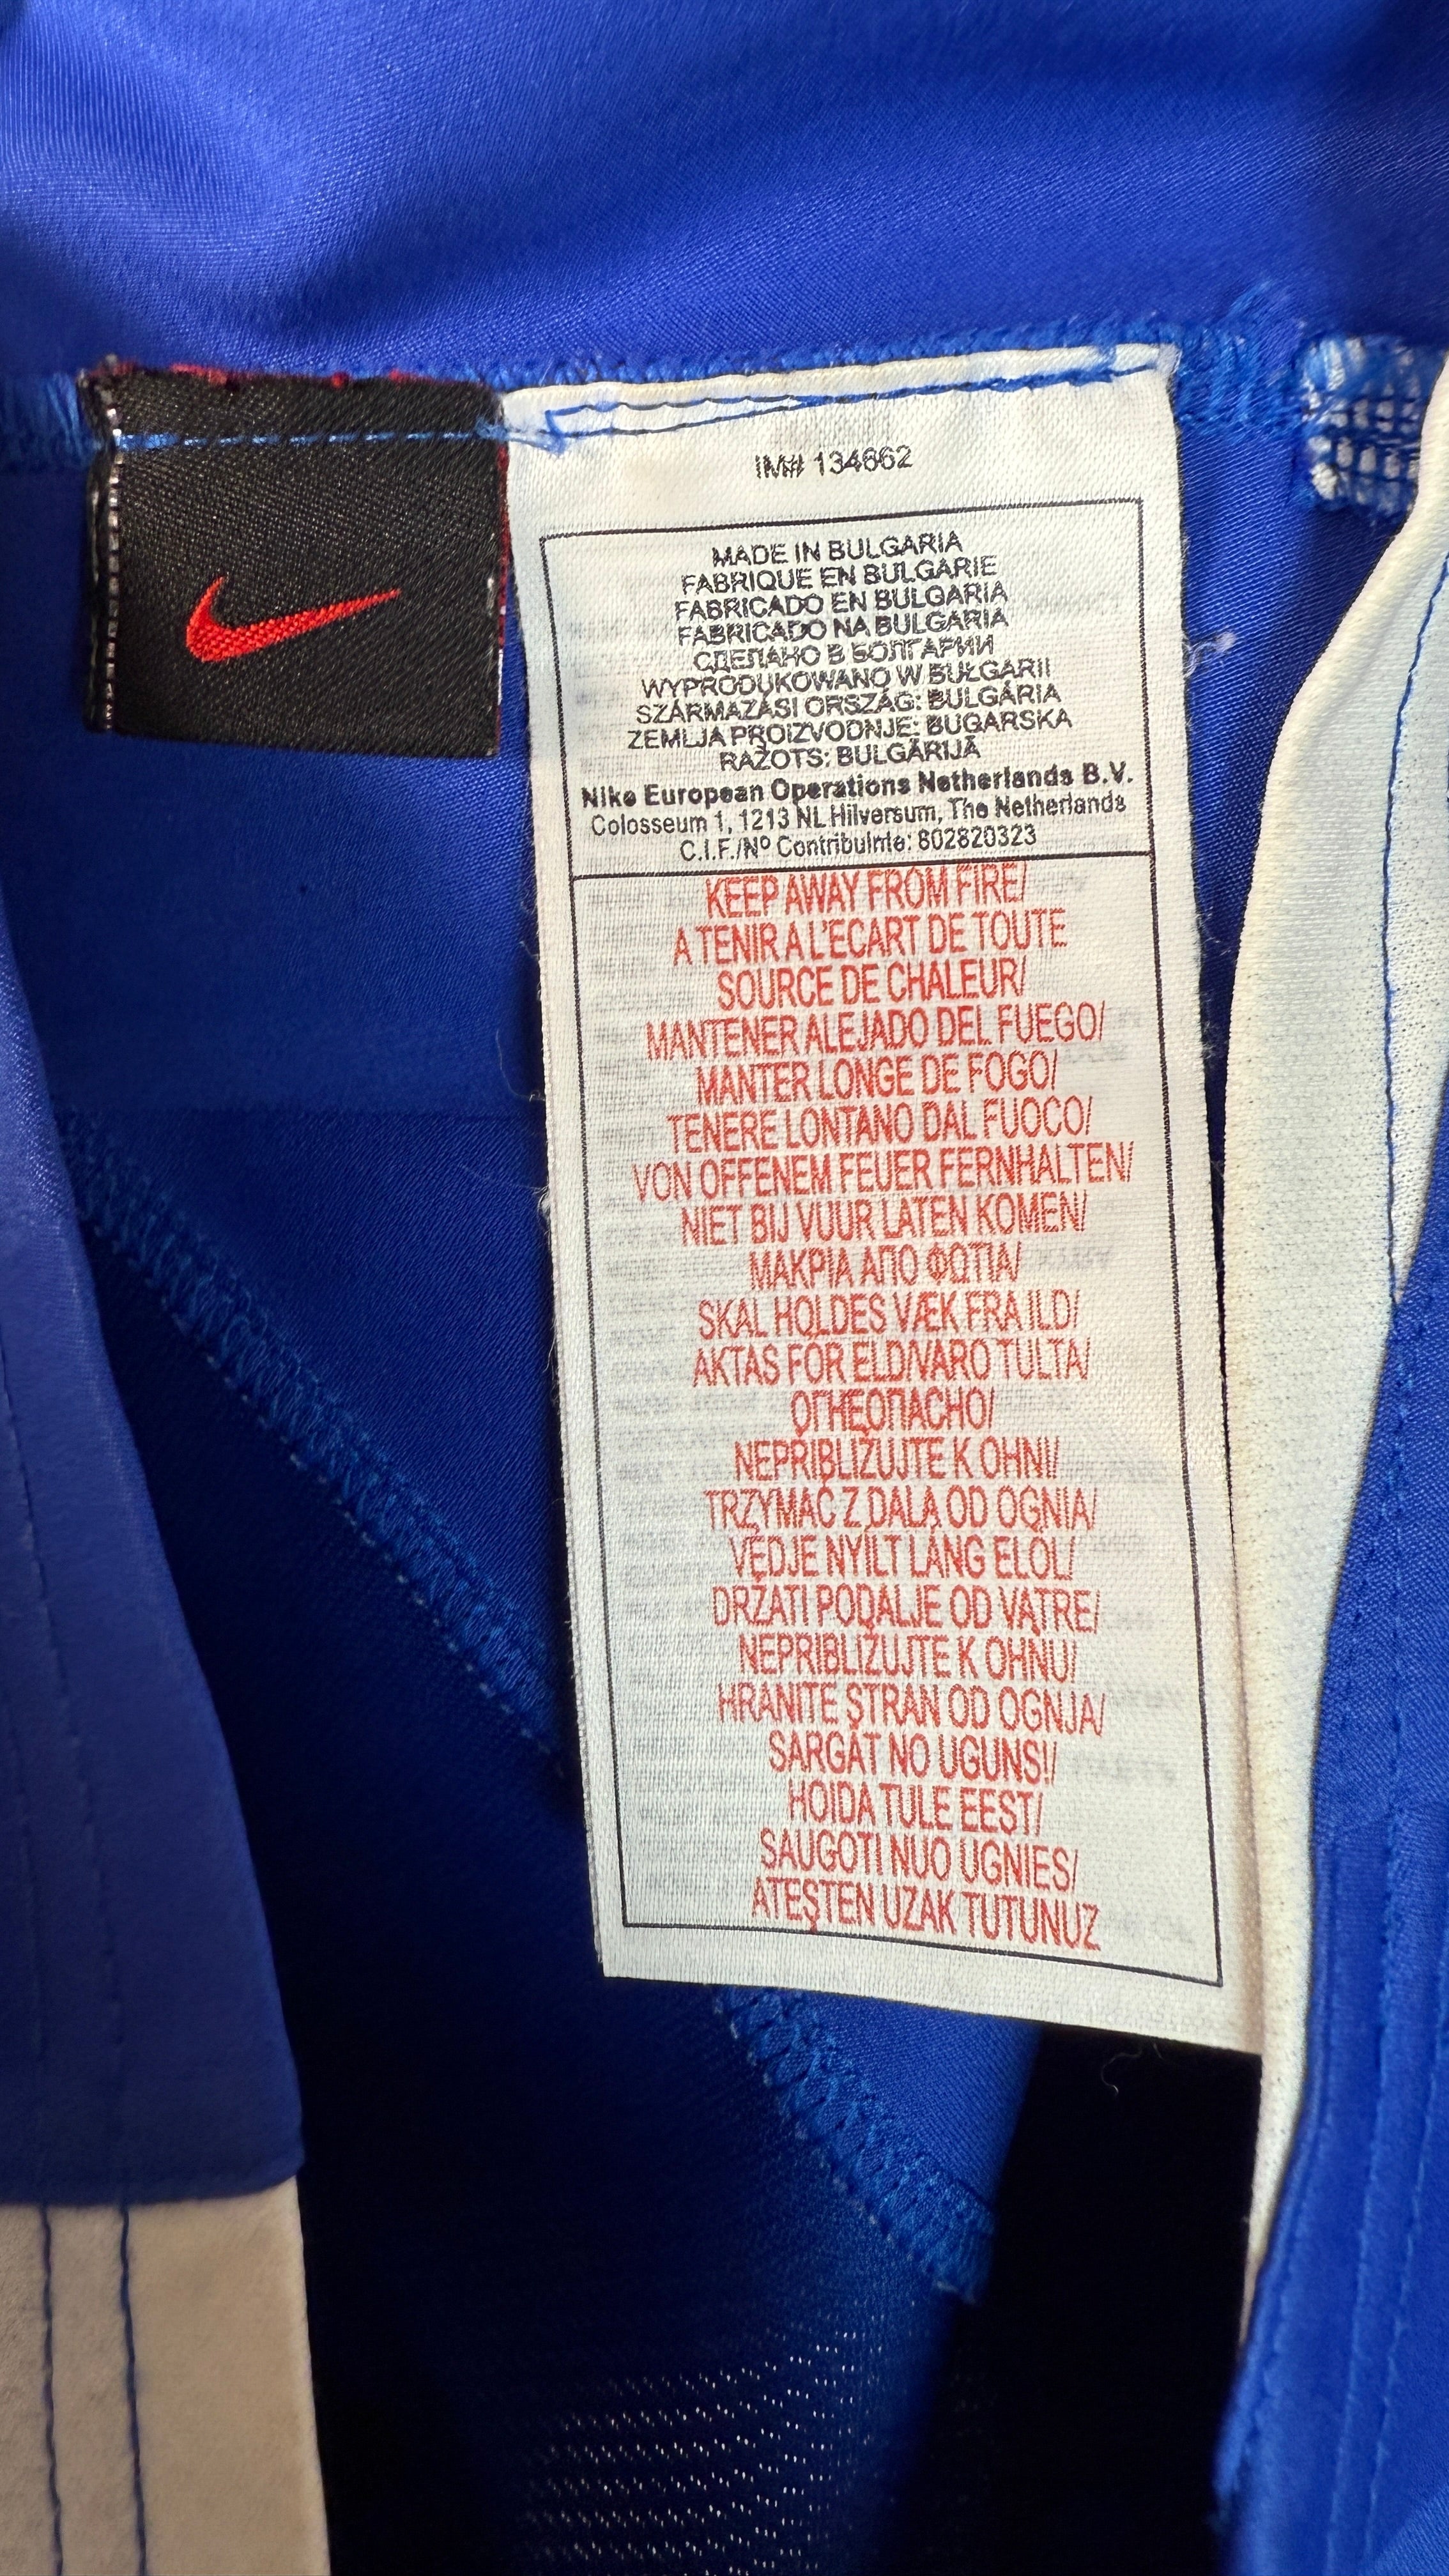 IM# 134662
MADE IN BULGARIA
FABRIQUE EN BULGARIE
FABRICADO EN BULGARIA
FABRICADO NA BULGARIA
СДЕЛАНО В БОЛГАРИИ
WYPRODUKOWANO W BUŁGARII
SZÁRMAZÁSI ORSZÁG: BULGÁRIA
ZEMLJA PROIZVODNJE: BUGARSKA
RAŽOTS: BULGĀRIJĀ
Nike European Operations Netherlands B.V.
Colosseum 1, 1213 NL Hilversum, The Netherlands
C.I.F./Nº Contribuinte: 802820323
KEEP AWAY FROM FIRE/
A TENIR A L'ECART DE TOUTE
SOURCE DE CHALEUR/
MANTENER ALEJADO DEL FUEGO/
MANTER LONGE DE FOGO/
TENERE LONTANO DAL FUOCO/
VON OFFENEM FEUER FERNHALTEN/
NIET BIJ VUUR LATEN KOMEN/
ΜΑΚΡΙΑ ΑΠΟ ΦΩΤΙΑ/
SKAL HOLDES VÆK FRA ILD/
AKTAS FÖR ELD/VARO TULTA/
ОГНЕОПАСНО/
NEPŘIBLIŽUJTE K OHNI/
TRZYMAĆ Z DALA OD OGNIA/
VÉDJE NYÍLT LÁNG ELŐL/
DRŽATI PODALJE OD VATRE/
NEPRIBLIŽUJTE K OHŇU/
HRANITE STRAN OD OGNJA/
SARGĀT NO UGUNS!/
HOIDA TULE EEST/
SAUGOTI NUO UGNIES/
ATEŞTEN UZAK TUTUNUZ